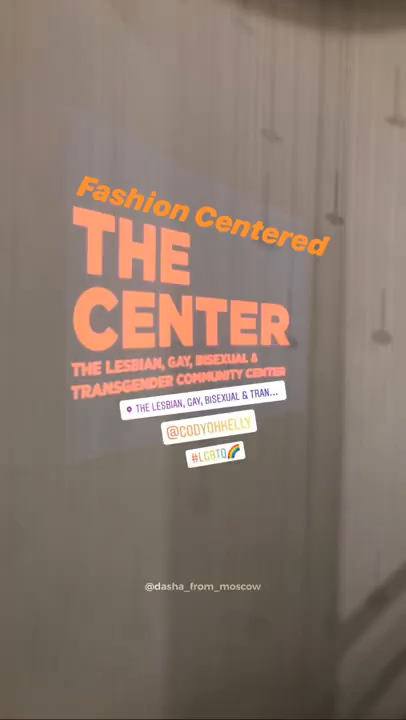 Fashion Centered
THE
CENTER
THE LESBIAN, GAY, BISEXUAL &
TRANSGENDER COMMUNITY CENTER
THE LESBIAN, GAY, BISEXUAL & TRAN...
@CODYOHKELLY
#LGBTQ🌈
@dasha_from_moscow